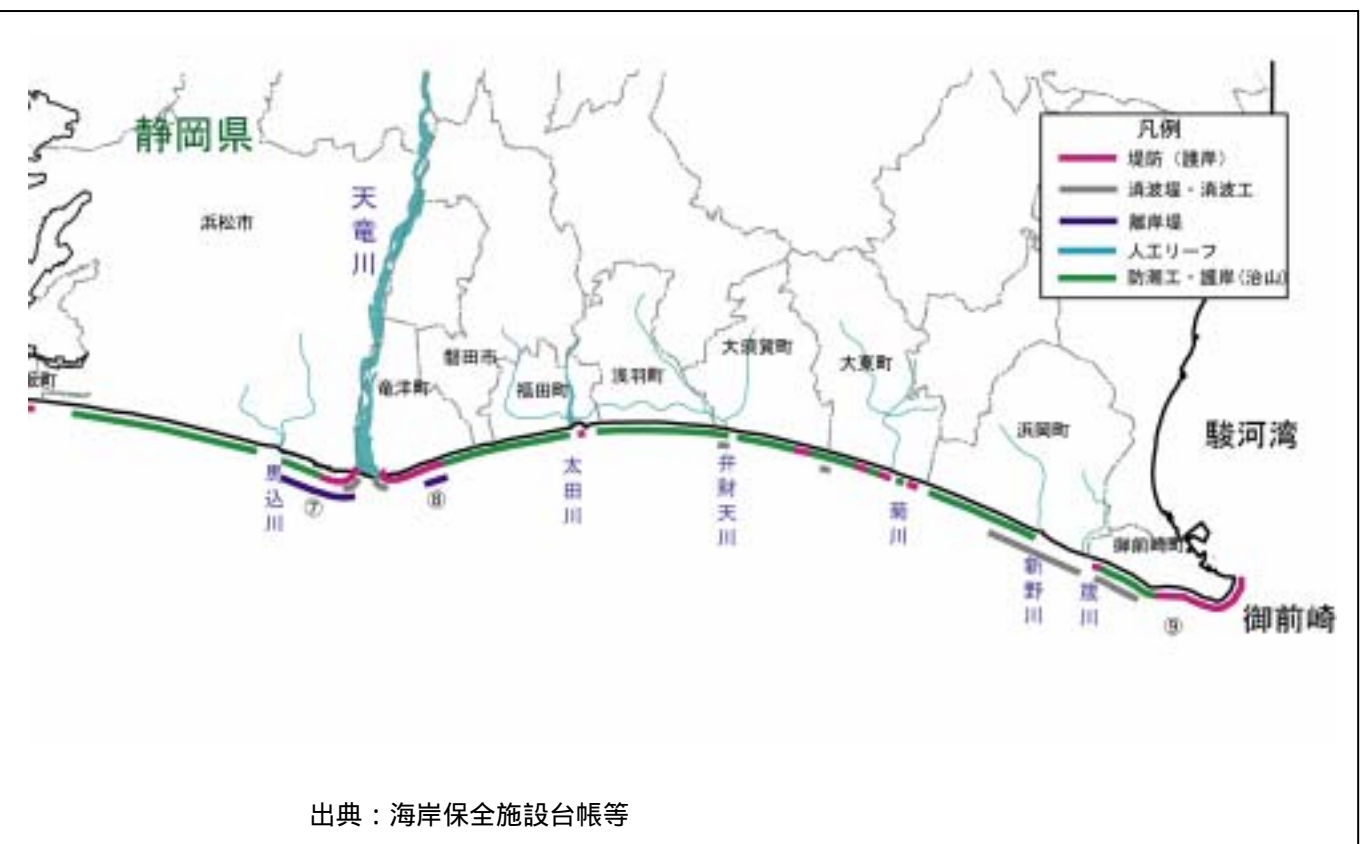 静岡県
天竜川
浜松市
凡例
堤防（護岸）
消波堤・消波工
離岸堤
人工リーフ
防潮工・護岸（治山）
磐田市
竜洋町
福田町
浅羽町
大須賀町
大東町
浜岡町
御前崎町
駿河湾
御前崎
馬込川
太田川
弁財天川
菊川
新野川
⑦
⑧
⑨
出典：海岸保全施設台帳等